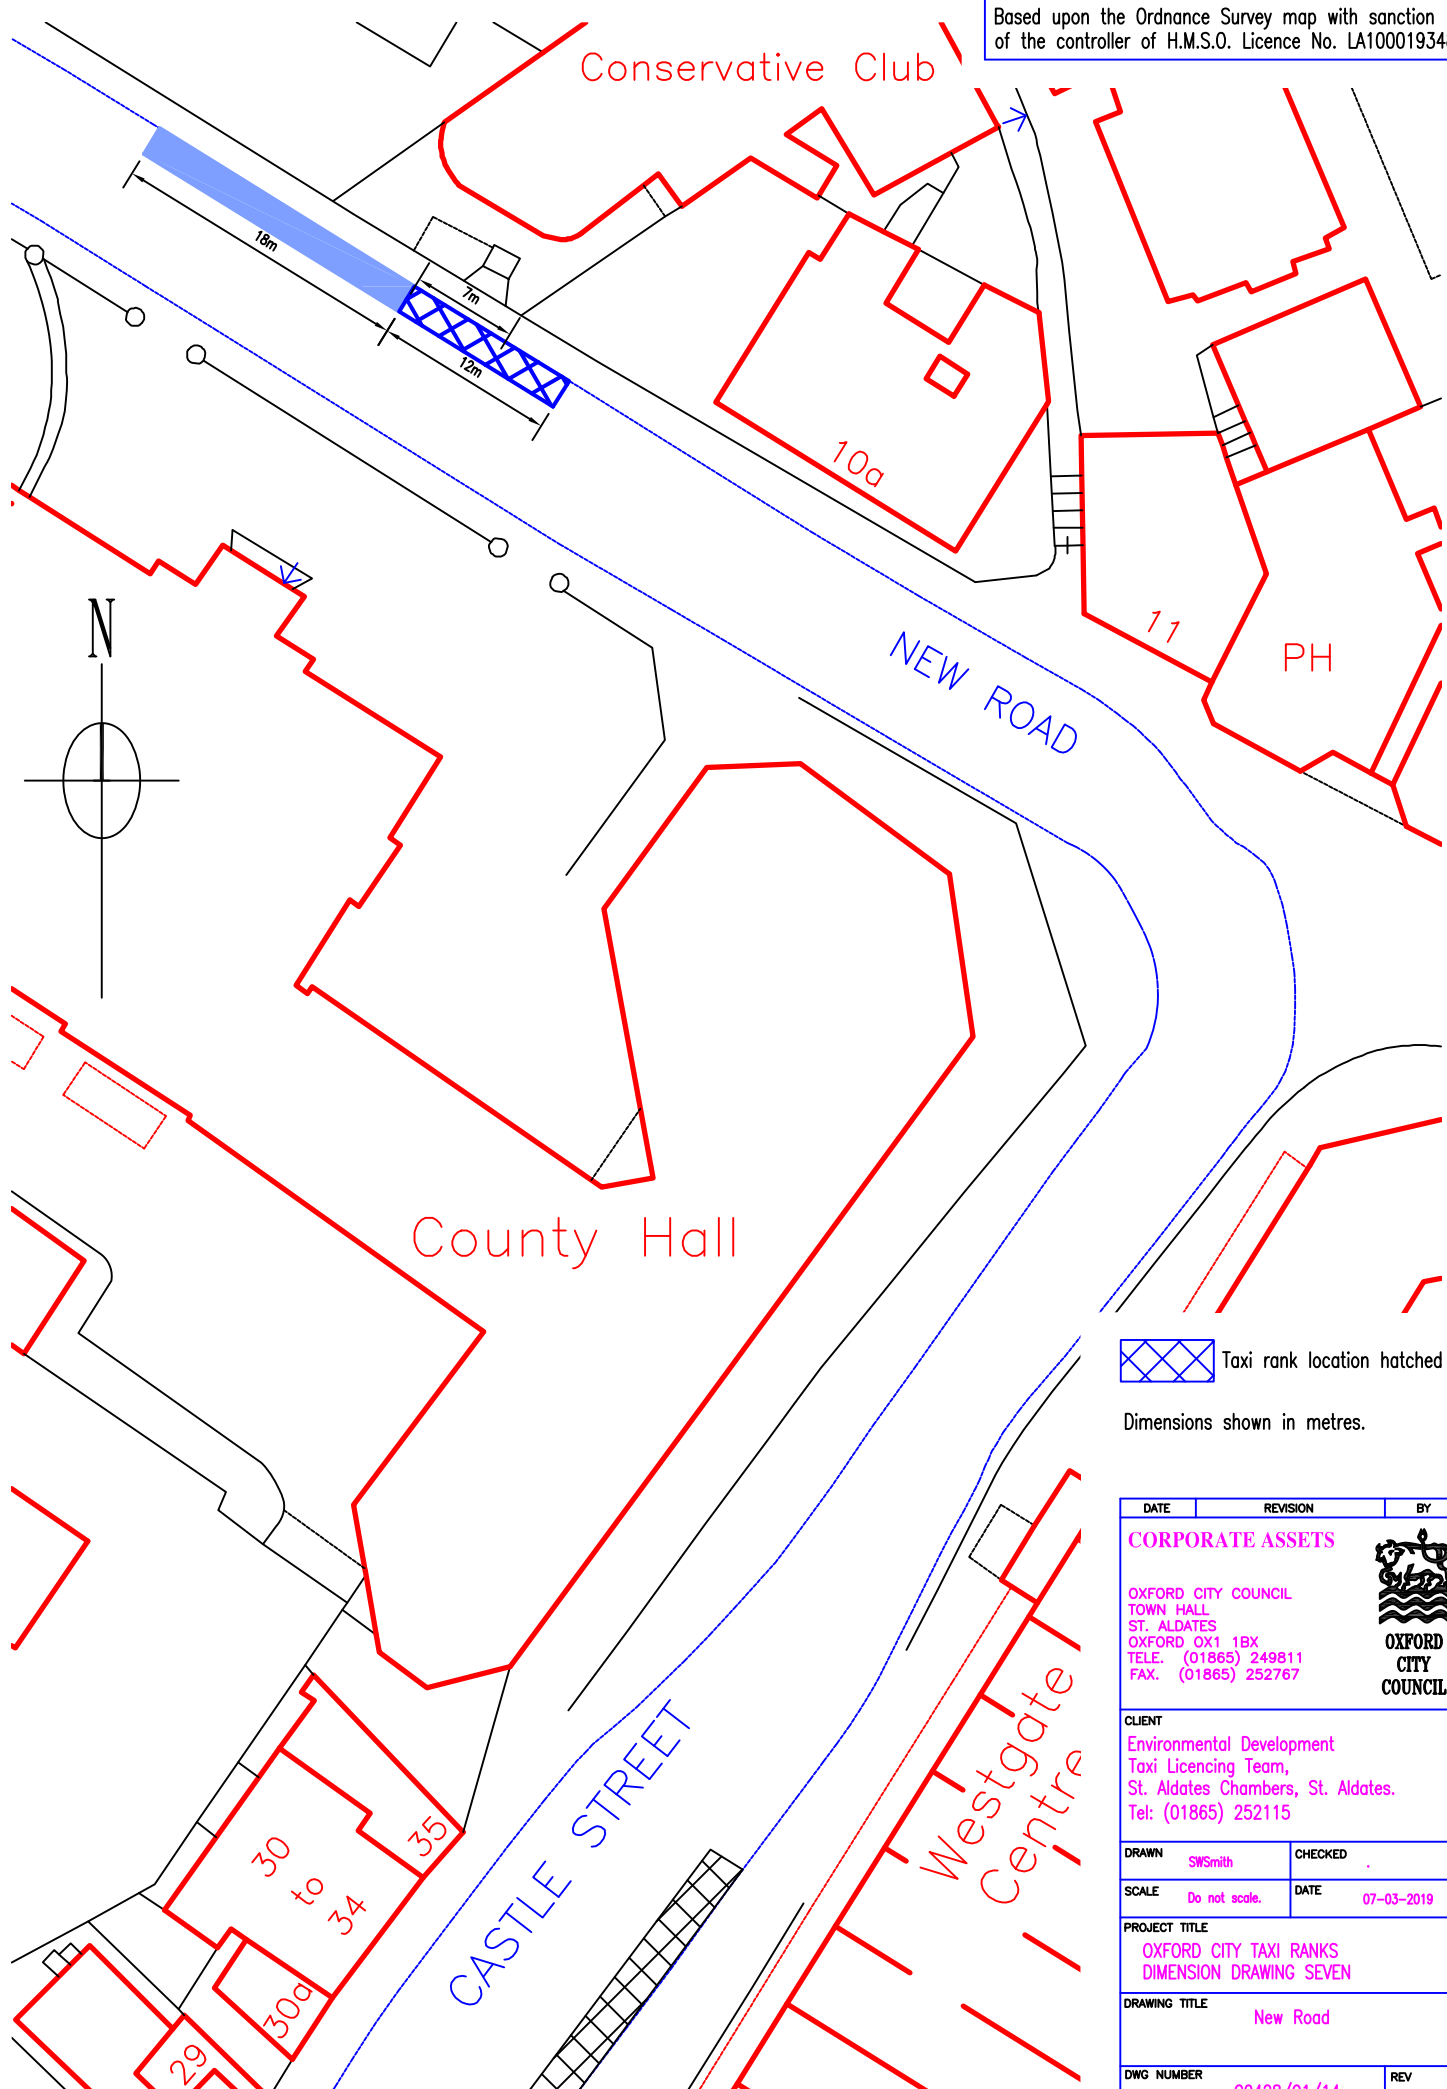 Based upon the Ordnance Survey map with sanction
of the controller of H.M.S.O. Licence No.
Conservative Club
18m
7m
12m
10a
11
PH
N
NEW ROAD
County Hall
Taxi rank location hatched
Dimensions shown in metres.
DATE REVISION BY
CORPORATE ASSETS
OXFORD CITY COUNCIL
TOWN HALL
ST. ALDATES
OXFORD OX1 1BX
TELE. (01865) 249811
FAX. (01865) 252767
OXFORD
CITY
COUNCIL
CLIENT
Environmental Development
Taxi Licencing Team,
St. Aldates Chambers, St. Aldates.
Tel: (01865) 252115
DRAWN SWSmith CHECKED .
SCALE Do not scale. DATE 07-03-2019
PROJECT TITLE
OXFORD CITY TAXI RANKS
DIMENSION DRAWING SEVEN
DRAWING TITLE
New Road
DWG NUMBER REV
Westgate
Centre
CASTLE STREET
35
30
to
34
30a
29